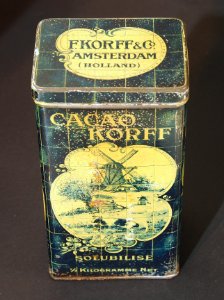 F. KORFF & Cº
AMSTERDAM
(HOLLAND)
CACAO
KORFF
SOLUBILISE
½ KILOGRAMME NET